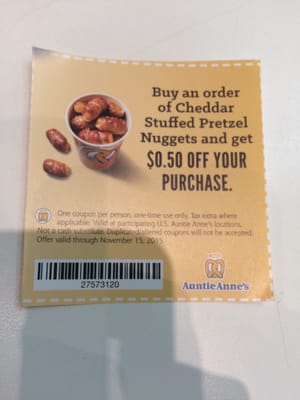 Buy an order
of Cheddar
Stuffed Pretzel
Nuggets and get
$0.50 OFF YOUR
PURCHASE.
One coupon per person, one-time use only. Tax extra where
applicable. Valid at participating U.S. Auntie Anne's locations.
Not a cash substitute. Duplicated/altered coupons will not be accepted.
Offer valid through November 15, 2015.
27573120
Auntie Anne's